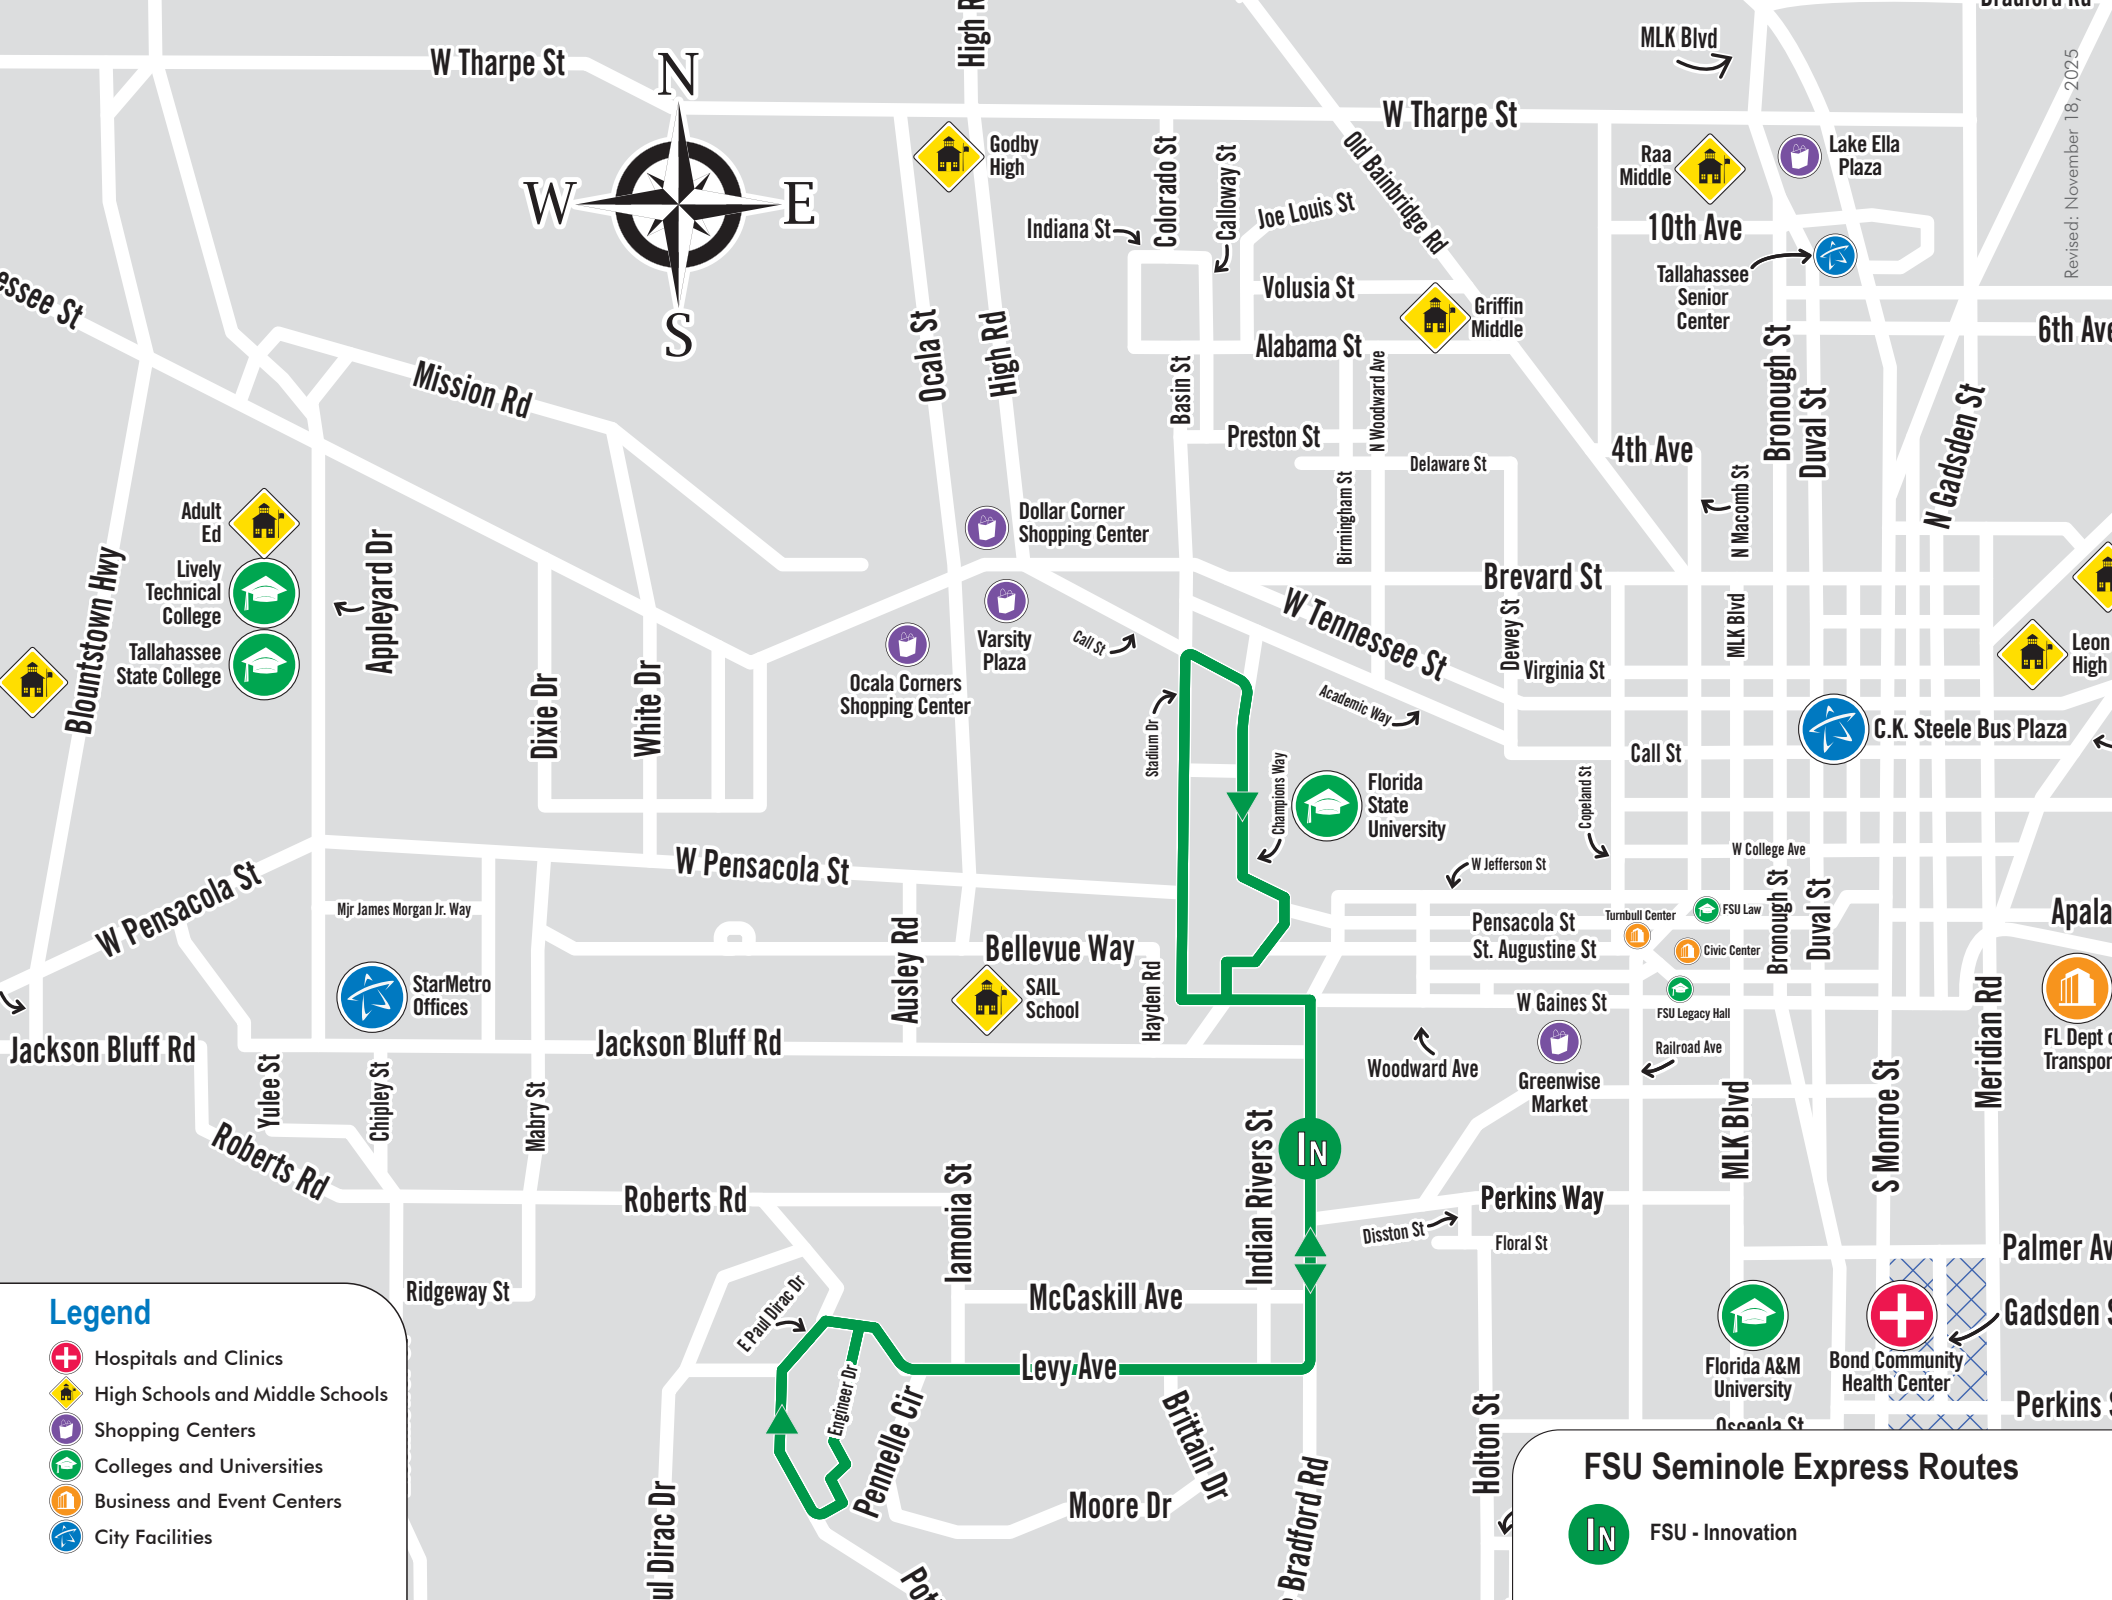 Bradford Rd
MLK Blvd
High R
W Tharpe St
N
W
E
S
W Tharpe St
Revised: November 18, 2025
Godby
High
Colorado St
Calloway St
Indiana St
Joe Louis St
Old Bainbridge Rd
Raa
Middle
Lake Ella
Plaza
10th Ave
Tallahassee
Senior
Center
essee St
Volusia St
Griffin
Middle
6th Ave
Alabama St
Mission Rd
Ocala St
High Rd
Basin St
N Woodward Ave
Bronough St
Duval St
N Gadsden St
Preston St
4th Ave
Delaware St
Birmingham St
N Macomb St
Adult
Ed
Lively
Technical
College
Tallahassee
State College
Appleyard Dr
Blountstown Hwy
Dollar Corner
Shopping Center
Varsity
Plaza
Ocala Corners
Shopping Center
Call St
Brevard St
W Tennessee St
Dewey St
Virginia St
MLK Blvd
Leon
High
Dixie Dr
White Dr
Stadium Dr
Academic Way
C.K. Steele Bus Plaza
Call St
Champions Way
Florida
State
University
Copeland St
W College Ave
W Jefferson St
W Pensacola St
W Pensacola St
Mjr James Morgan Jr. Way
Turnbull Center
FSU Law
Bronough St
Duval St
Apala
Pensacola St
St. Augustine St
Civic Center
Ausley Rd
Bellevue Way
Hayden Rd
StarMetro
Offices
SAIL
School
W Gaines St
FSU Legacy Hall
Meridian Rd
FL Dept o
Transpor
Jackson Bluff Rd
Jackson Bluff Rd
Woodward Ave
Greenwise
Market
Railroad Ave
Yulee St
Chipley St
Mabry St
Roberts Rd
Roberts Rd
Iamonia St
Indian Rivers St
IN
MLK Blvd
S Monroe St
Perkins Way
Disston St
Floral St
Palmer Av
Ridgeway St
E Paul Dirac Dr
McCaskill Ave
Levy Ave
Engineer Dr
Pennelle Cir
Brittain Dr
Moore Dr
Holton St
Bradford Rd
ul Dirac Dr
Florida A&M
University
Bond Community
Health Center
Gadsden S
Perkins S
Osceola St
Legend
Hospitals and Clinics
High Schools and Middle Schools
Shopping Centers
Colleges and Universities
Business and Event Centers
City Facilities
FSU Seminole Express Routes
IN
FSU - Innovation